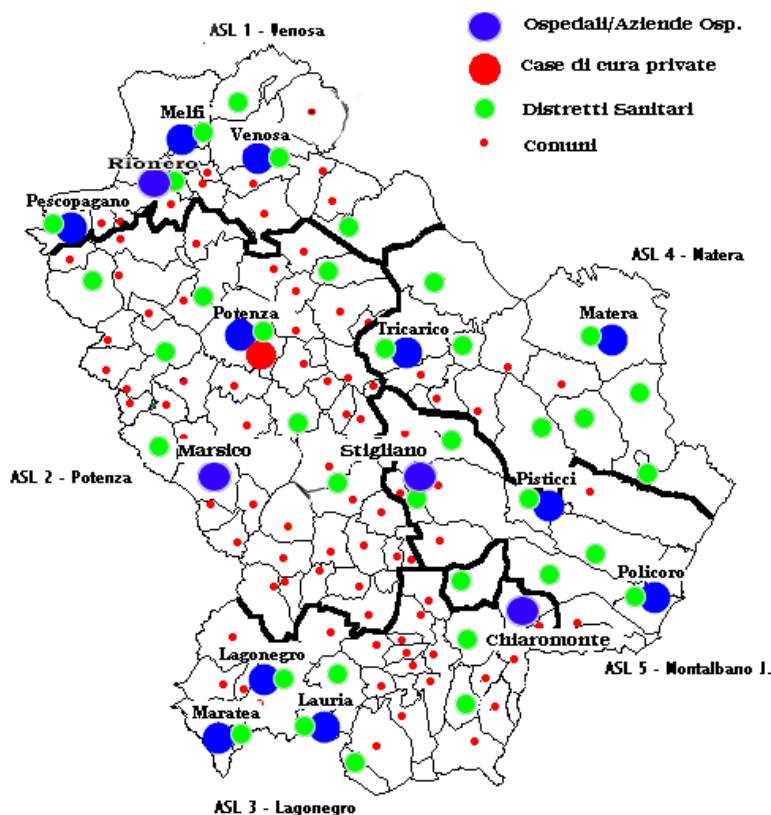 ASL 1 - Venosa
Ospedali/Aziende Osp.
Case di cura private
Distretti Sanitari
Comuni
Melfi
Venosa
Rionero
Pescopagano
ASL 4 - Matera
Potenza
Tricarico
Matera
Marsico
Stigliano
ASL 2 - Potenza
Pisticci
Policoro
Chiaromonte
Lagonegro
ASL 5 - Montalbano J.
Lauria
Maratea
ASL 3 - Lagonegro